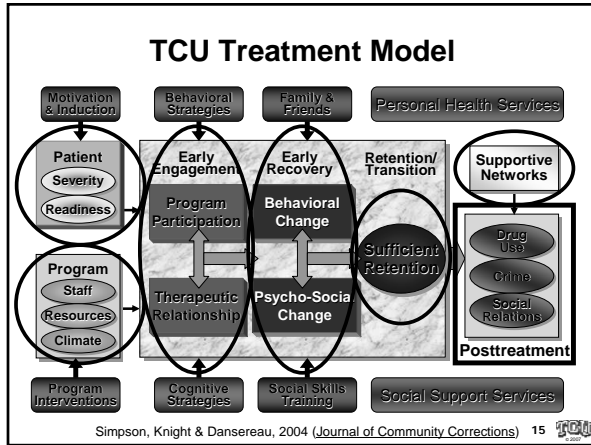 TCU Treatment Model
Motivation
& Induction
Behavioral
Strategies
Family &
Friends
Personal Health Services
Patient
Severity
Readiness
Early
Engagement
Program
Participation
Therapeutic
Relationship
Early
Recovery
Behavioral
Change
Psycho-Social
Change
Retention/
Transition
Sufficient
Retention
Supportive
Networks
Drug
Use
Crime
Social
Relations
Posttreatment
Program
Staff
Resources
Climate
Program
Interventions
Cognitive
Strategies
Social Skills
Training
Social Support Services
Simpson, Knight & Dansereau, 2004 (Journal of Community Corrections) 15 TCU
© 2007